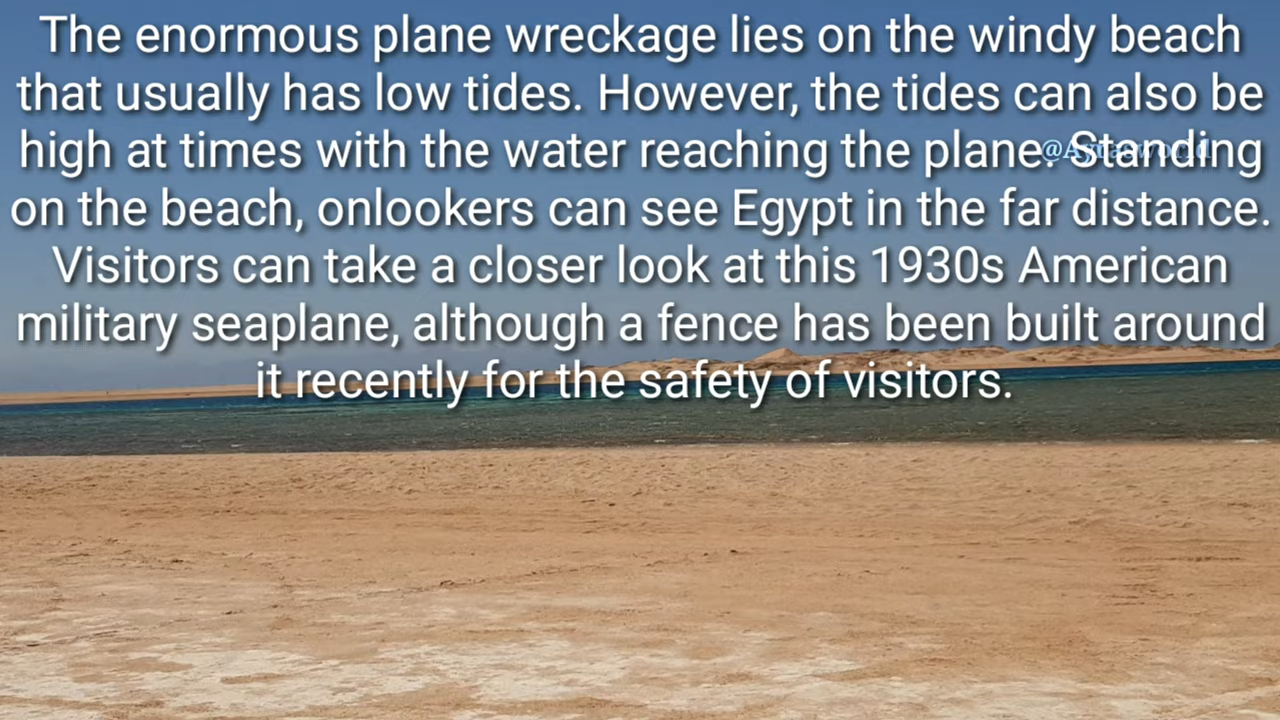 The enormous plane wreckage lies on the windy beach
that usually has low tides. However, the tides can also be
high at times with the water reaching the plane. Standing
on the beach, onlookers can see Egypt in the far distance.
Visitors can take a closer look at this 1930s American
military seaplane, although a fence has been built around
it recently for the safety of visitors.